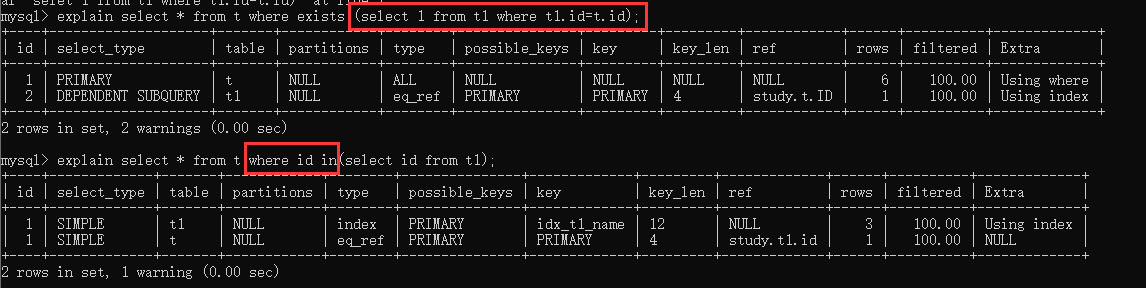 mysql> explain select * from t where exists (select 1 from t1 where t1.id=t.id);
+----+--------------------+-------+------------+--------+---------------+---------+---------+------------+------+----------+-------------+
| id | select_type | table | partitions | type | possible_keys | key | key_len | ref | rows | filtered | Extra |
+----+--------------------+-------+------------+--------+---------------+---------+---------+------------+------+----------+-------------+
| 1 | PRIMARY | t | NULL | ALL | NULL | NULL | NULL | NULL | 6 | 100.00 | Using where |
| 2 | DEPENDENT SUBQUERY | t1 | NULL | eq_ref | PRIMARY | PRIMARY | 4 | study.t.ID | 1 | 100.00 | Using index |
+----+--------------------+-------+------------+--------+---------------+---------+---------+------------+------+----------+-------------+
2 rows in set, 2 warnings (0.00 sec)
mysql> explain select * from t where id in(select id from t1);
+----+-------------+-------+------------+--------+---------------+-------------+---------+-------------+------+----------+-------------+
| id | select_type | table | partitions | type | possible_keys | key | key_len | ref | rows | filtered | Extra |
+----+-------------+-------+------------+--------+---------------+-------------+---------+-------------+------+----------+-------------+
| 1 | SIMPLE | t1 | NULL | index | PRIMARY | idx_t1_name | 12 | NULL | 3 | 100.00 | Using index |
| 1 | SIMPLE | t | NULL | eq_ref | PRIMARY | PRIMARY | 4 | study.t1.id | 1 | 100.00 | NULL |
+----+-------------+-------+------------+--------+---------------+-------------+---------+-------------+------+----------+-------------+
2 rows in set, 1 warning (0.00 sec)